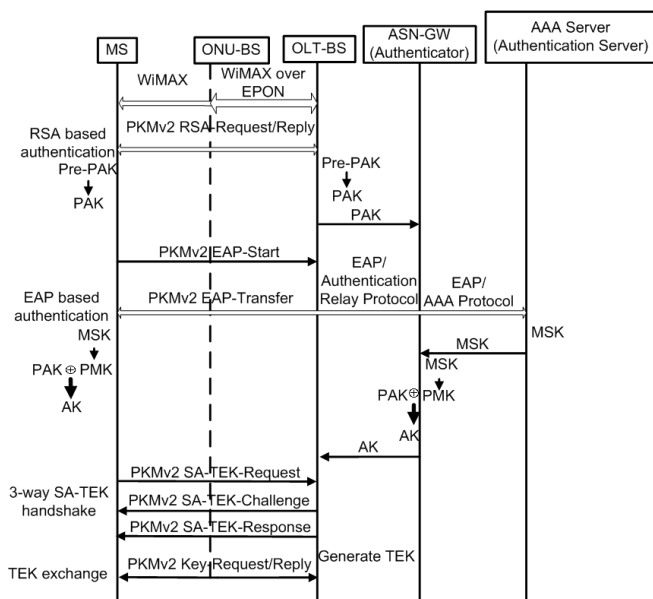 MS
ONU-BS
OLT-BS
ASN-GW
(Authenticator)
AAA Server
(Authentication Server)
WiMAX
WiMAX over
EPON
RSA based
authentication
PKMv2 RSA-Request/Reply
Pre-PAK
PAK
Pre-PAK
PAK
PAK
PKMv2 EAP-Start
EAP/
Authentication
Relay Protocol
EAP/
AAA Protocol
EAP based
authentication
PKMv2 EAP-Transfer
MSK
MSK
MSK
MSK
PAK ⊕ PMK
PAK ⊕ PMK
AK
AK
AK
3-way SA-TEK
handshake
PKMv2 SA-TEK-Request
PKMv2 SA-TEK-Challenge
PKMv2 SA-TEK-Response
Generate TEK
TEK exchange
PKMv2 Key-Request/Reply